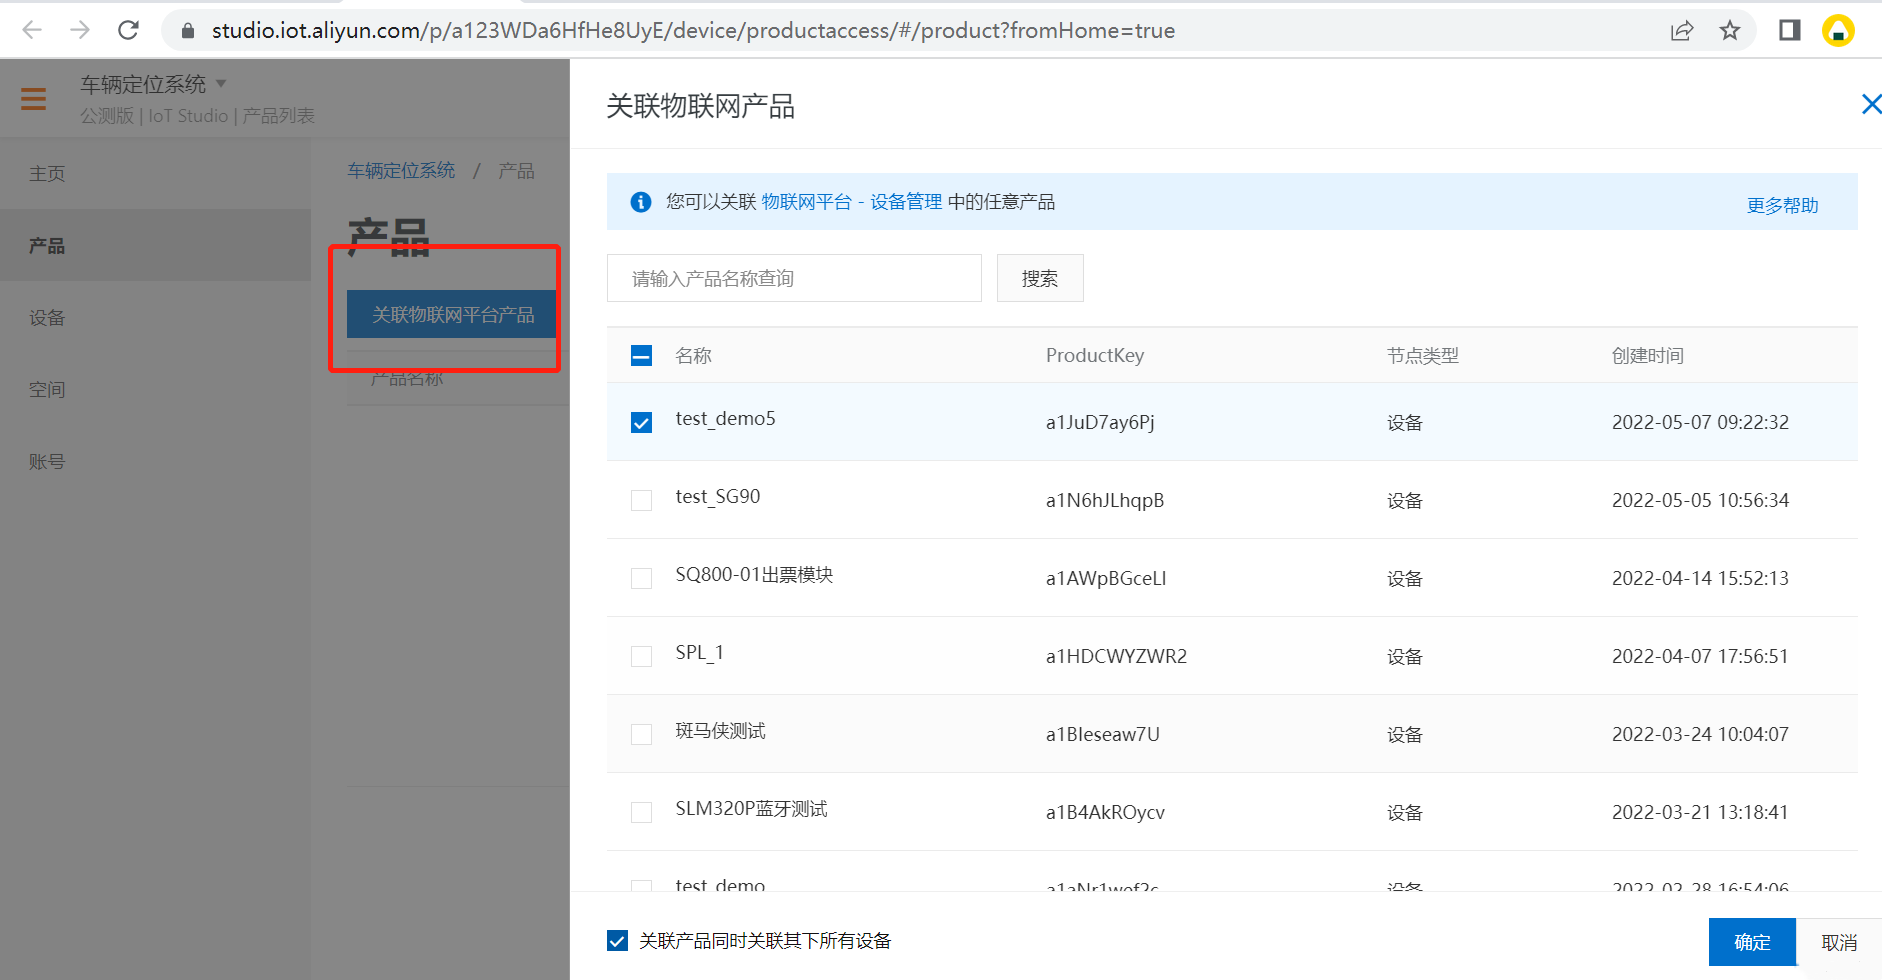 studio.iot.aliyun.com/p/a123WDa6HfHe8UyE/device/productaccess/#/product?fromHome=true
车辆定位系统
公测版 | IoT Studio | 产品列表
主页
产品
设备
空间
账号
车辆定位系统 / 产品
产品
关联物联网平台产品
产品名称
关联物联网产品
您可以关联 物联网平台 - 设备管理 中的任意产品
更多帮助
请输入产品名称查询
搜索
名称 ProductKey 节点类型 创建时间
test_demo5 a1JuD7ay6Pj 设备 2022-05-07 09:22:32
test_SG90 a1N6hJLhqpB 设备 2022-05-05 10:56:34
SQ800-01出票模块 a1AWpBGceLI 设备 2022-04-14 15:52:13
SPL_1 a1HDCWYZWR2 设备 2022-04-07 17:56:51
斑马侠测试 a1BIeseaw7U 设备 2022-03-24 10:04:07
SLM320P蓝牙测试 a1B4AkROycv 设备 2022-03-21 13:18:41
test_demo 设备 2022-02-28 16:54:06
关联产品同时关联其下所有设备
确定
取消